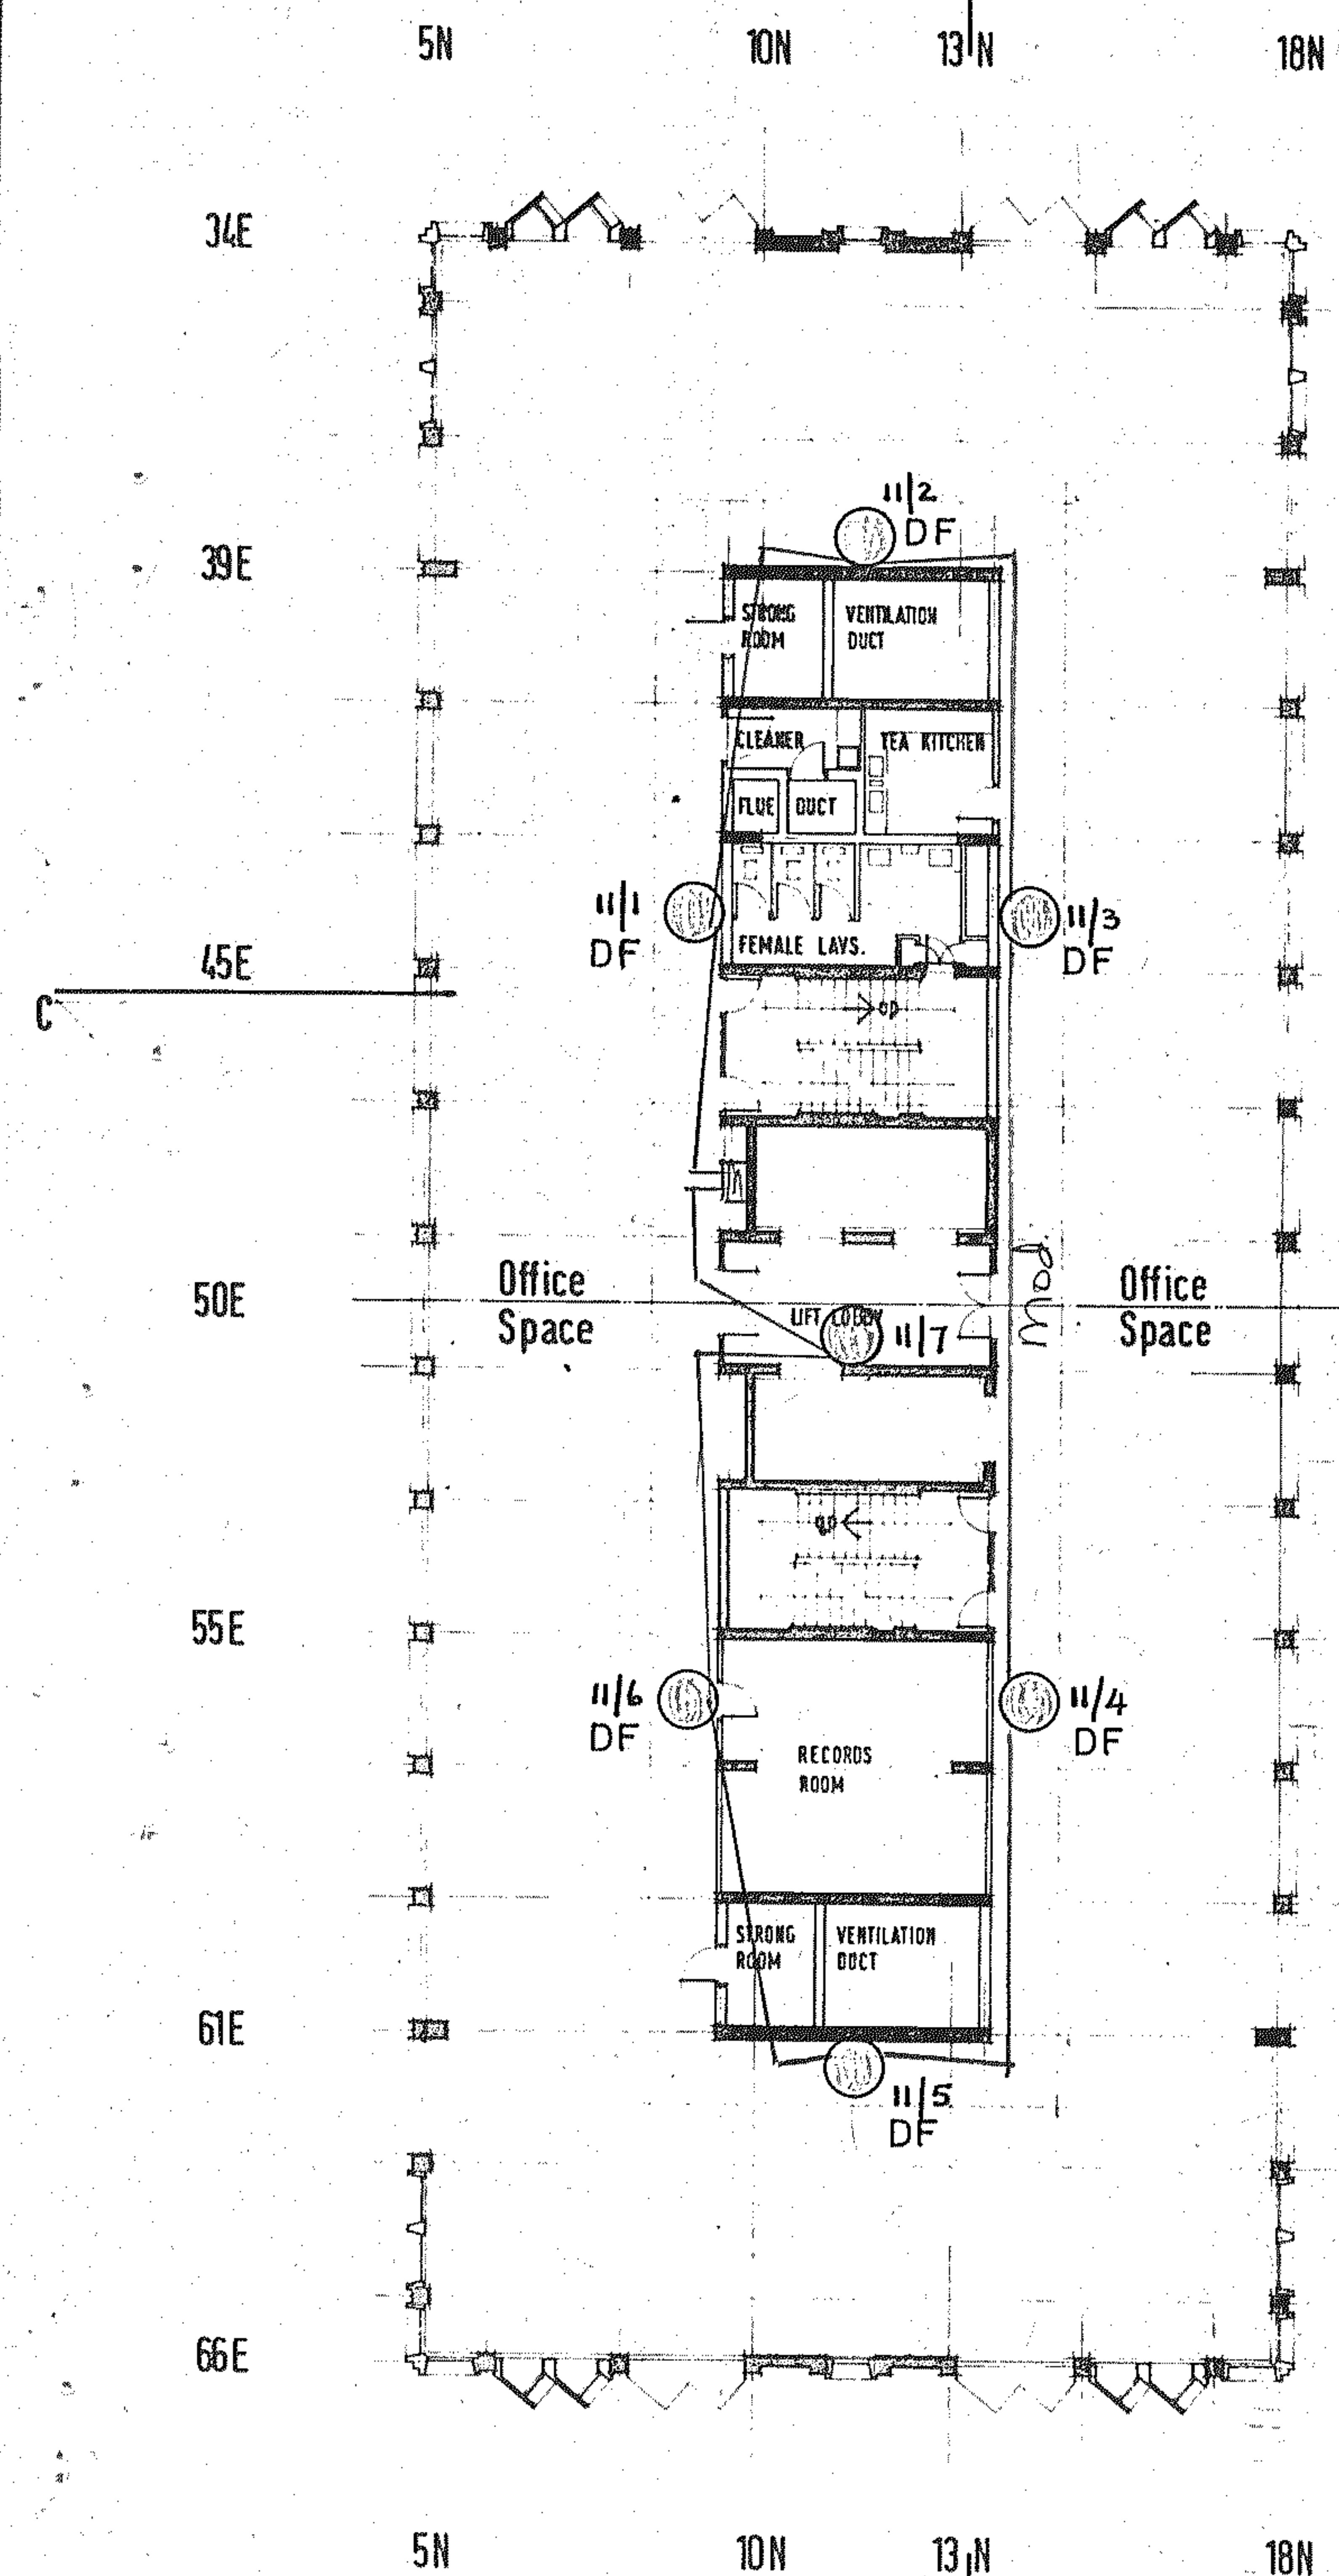 5N
10N
13N
18N
34E
11/2
DF
39E
STRONG
ROOM
VENTILATION
DUCT
CLEANER
TEA KITCHEN
FLUE
DUCT
11/1
DF
11/3
DF
FEMALE LAVS.
45E
C
UP
Mod.
Office
Space
50E
LIFT LOBBY
11/7
Office
Space
UP
55E
11/6
DF
11/4
DF
RECORDS
ROOM
STRONG
ROOM
VENTILATION
DUCT
61E
11/5
DF
66E
5N
10N
13N
18N